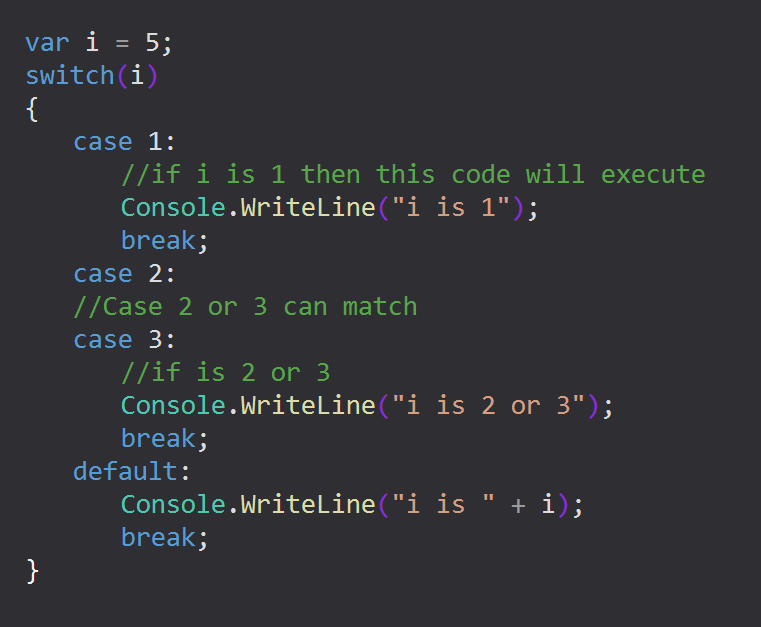 var i = 5;
switch(i)
{
case 1:
//if i is 1 then this code will execute
Console.WriteLine("i is 1");
break;
case 2:
//Case 2 or 3 can match
case 3:
//if is 2 or 3
Console.WriteLine("i is 2 or 3");
break;
default:
Console.WriteLine("i is " + i);
break;
}